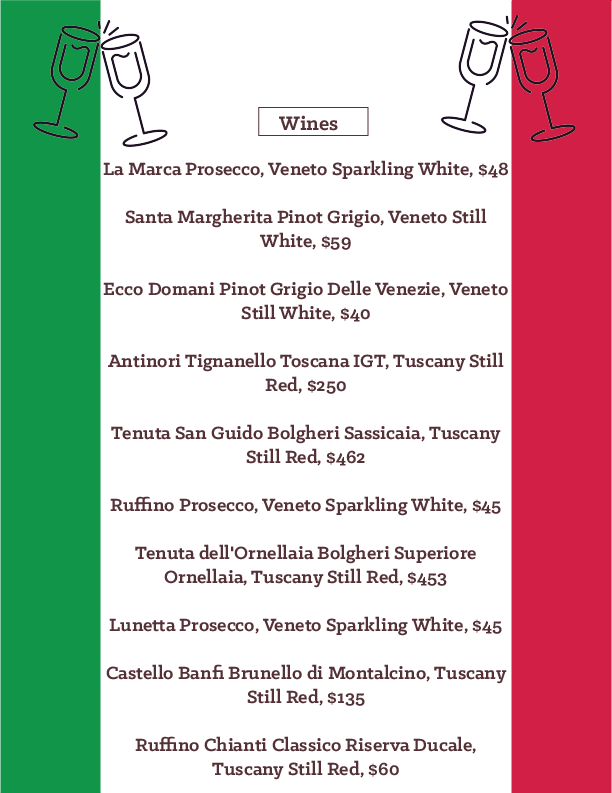 Wines
La Marca Prosecco, Veneto Sparkling White, $48
Santa Margherita Pinot Grigio, Veneto Still
White, $59
Ecco Domani Pinot Grigio Delle Venezie, Veneto
Still White, $40
Antinori Tignanello Toscana IGT, Tuscany Still
Red, $250
Tenuta San Guido Bolgheri Sassicaia, Tuscany
Still Red, $462
Ruffino Prosecco, Veneto Sparkling White, $45
Tenuta dell'Ornellaia Bolgheri Superiore
Ornellaia, Tuscany Still Red, $453
Lunetta Prosecco, Veneto Sparkling White, $45
Castello Banfi Brunello di Montalcino, Tuscany
Still Red, $135
Ruffino Chianti Classico Riserva Ducale,
Tuscany Still Red, $60